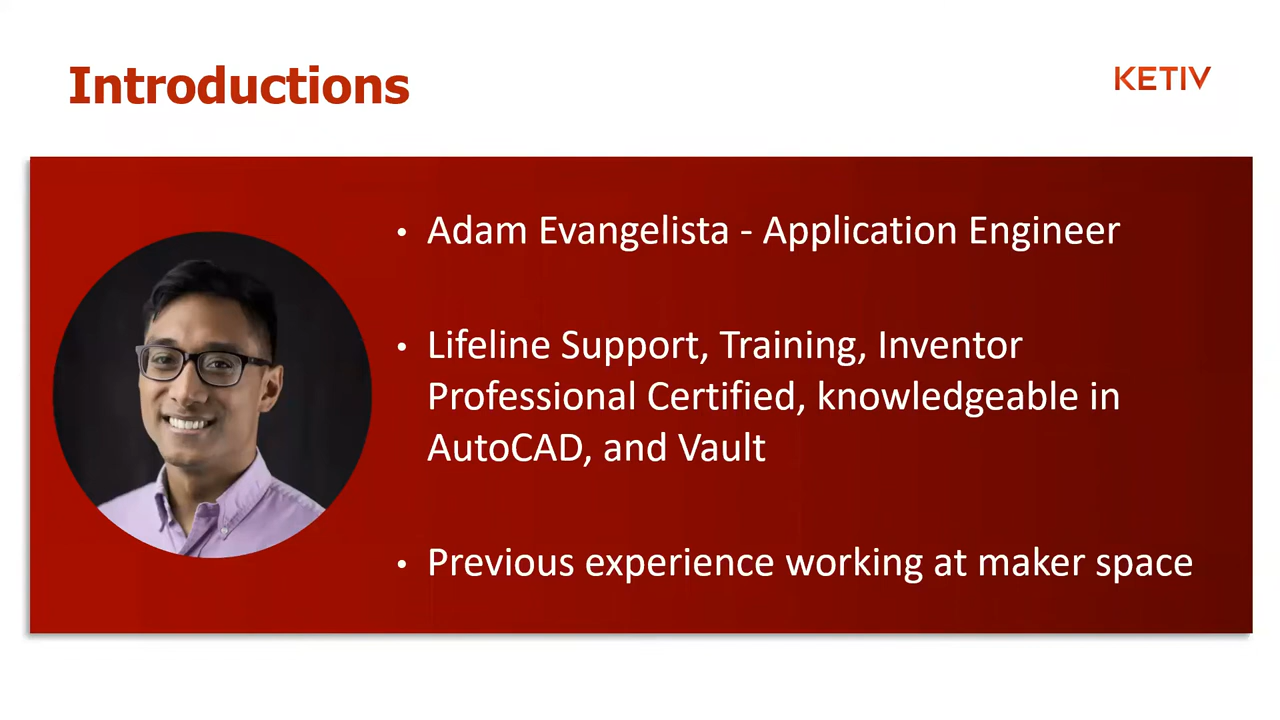 Introductions
KETIV
• Adam Evangelista - Application Engineer
• Lifeline Support, Training, Inventor
Professional Certified, knowledgeable in
AutoCAD, and Vault
• Previous experience working at maker space